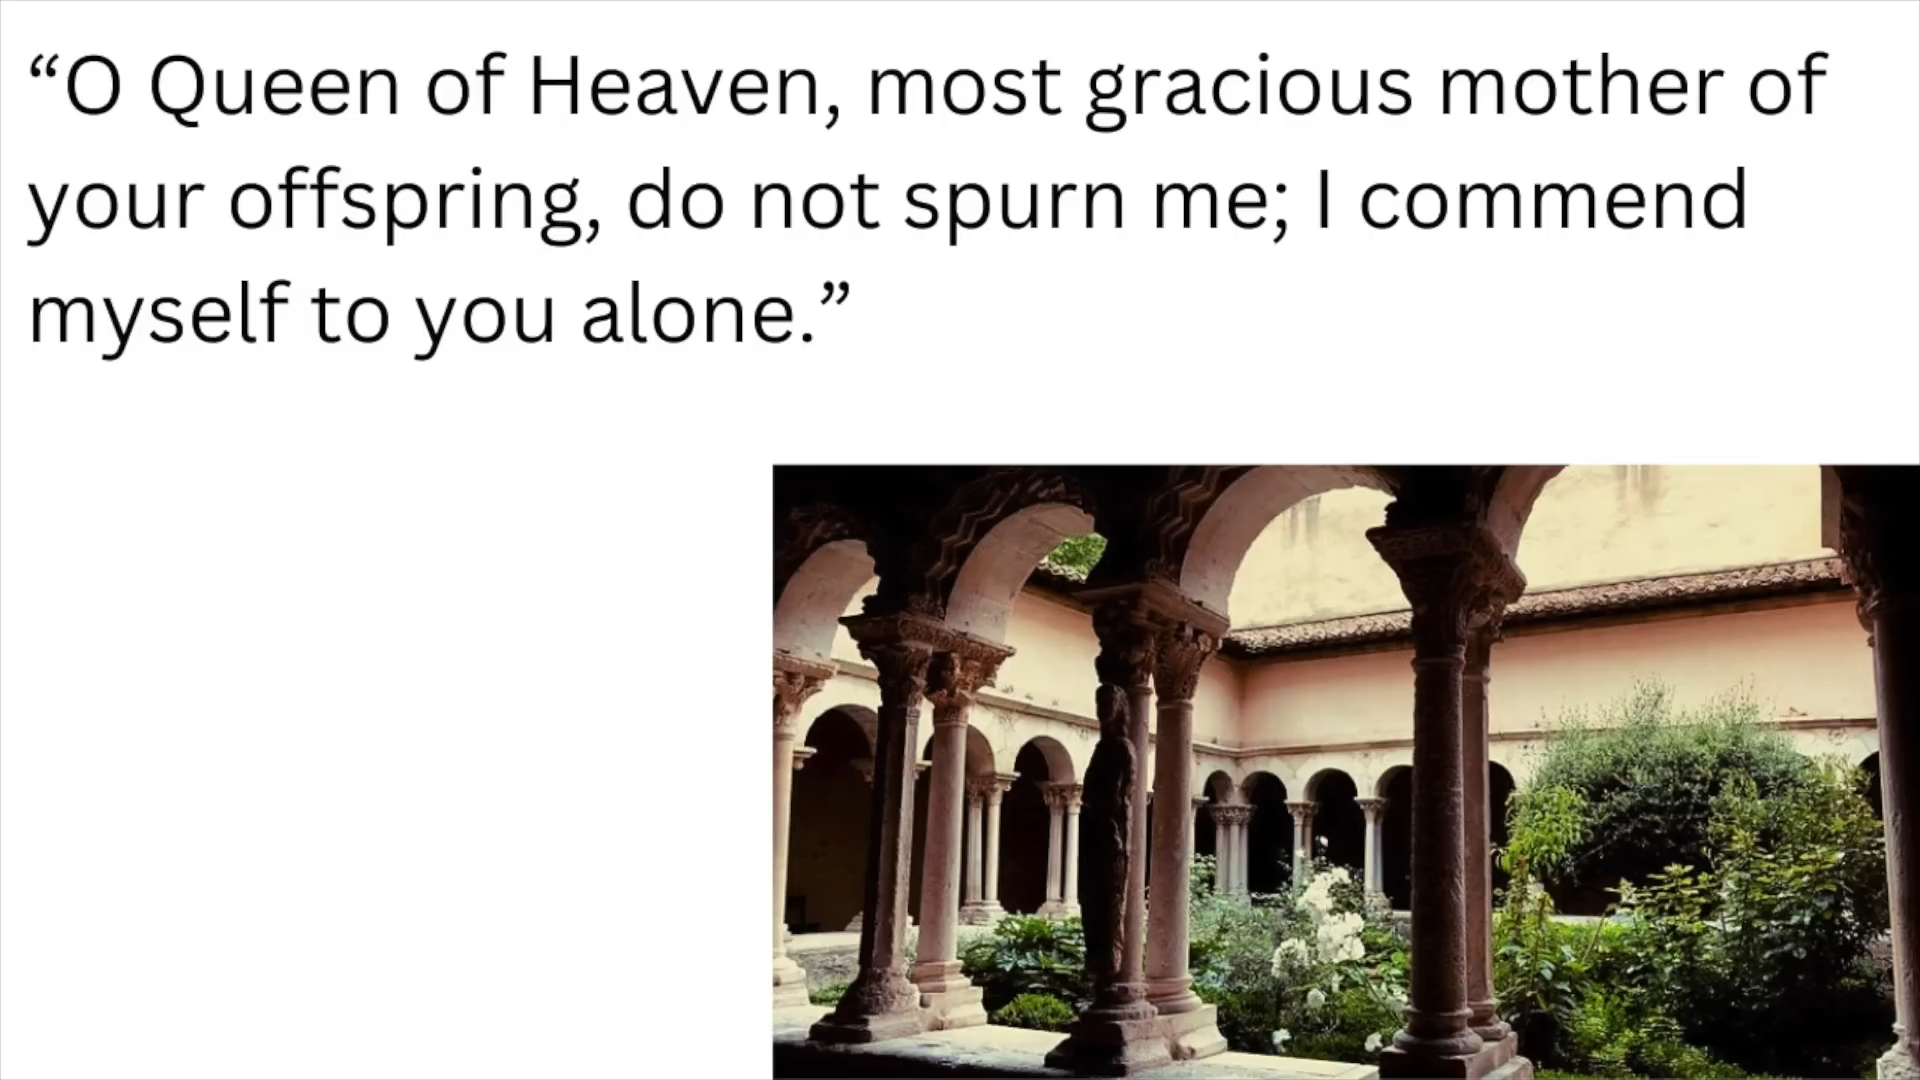 “O Queen of Heaven, most gracious mother of
your offspring, do not spurn me; I commend
myself to you alone.”